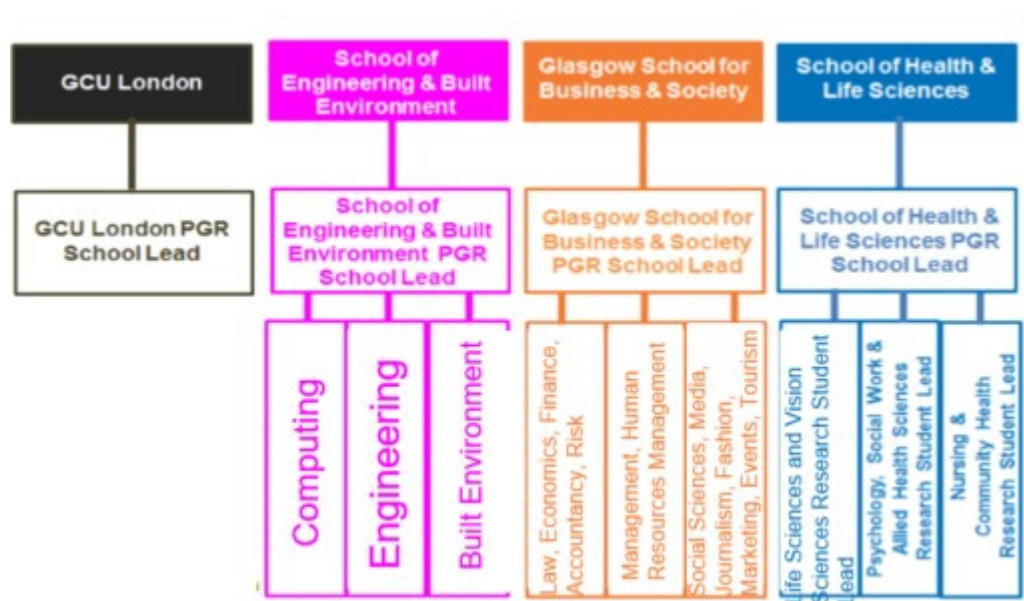 GCU London
School of
Engineering & Built
Environment
Glasgow School for
Business & Society
School of Health &
Life Sciences
GCU London PGR
School Lead
School of
Engineering & Built
Environment PGR
School Lead
Glasgow School for
Business & Society
PGR School Lead
School of Health &
Life Sciences PGR
School Lead
Computing
Engineering
Built Environment
Law, Economics, Finance,
Accountancy, Risk
Management, Human
Resources Management
Social Sciences, Media,
Journalism, Fashion,
Marketing, Events, Tourism
Life Sciences and Vision
Sciences Research Student
Lead
Psychology, Social Work &
Allied Health Sciences
Research Student Lead
Nursing &
Community Health
Research Student Lead